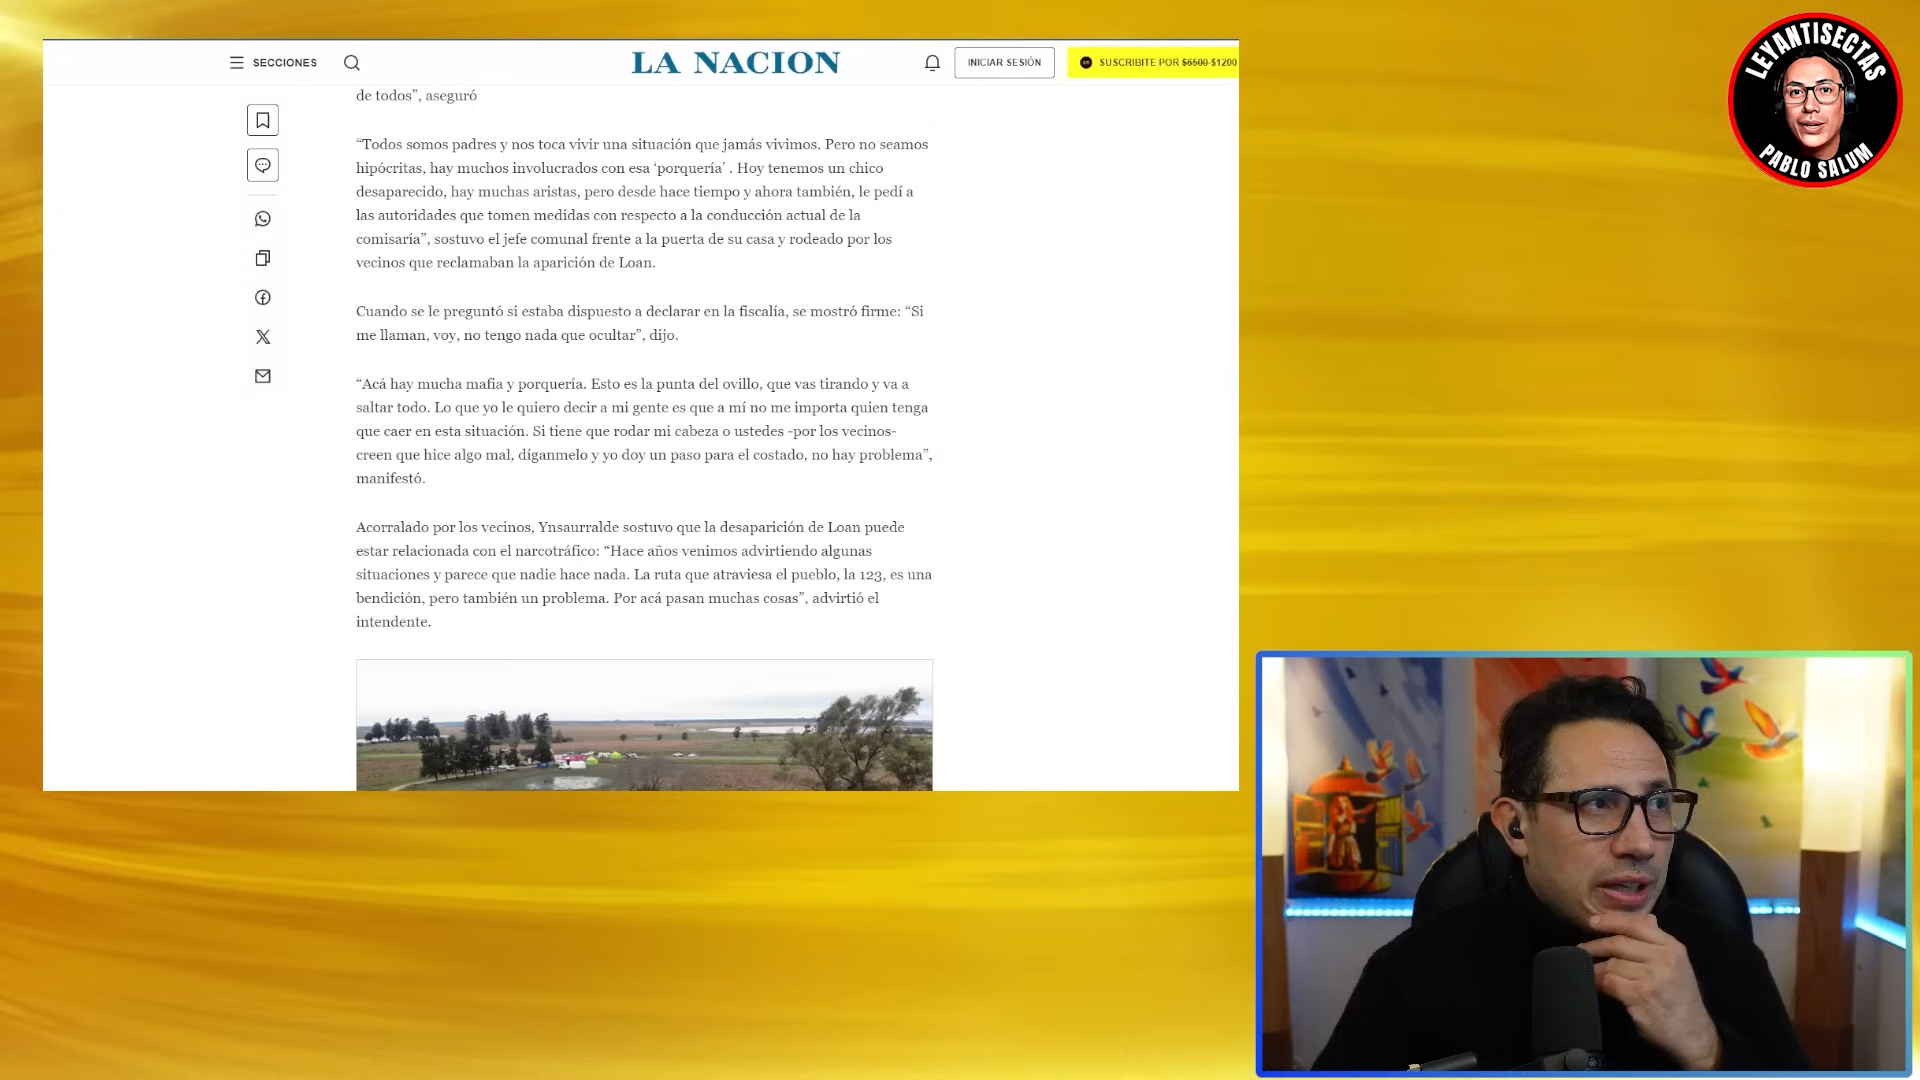 SECCIONES
LA NACION
INICIAR SESIÓN
SUSCRIBITE POR $6500 $1200
LEYANTISECTAS
PABLO SALUM
de todos”, aseguró
“Todos somos padres y nos toca vivir una situación que jamás vivimos. Pero no seamos
hipócritas, hay muchos involucrados con esa ‘porquería’ . Hoy tenemos un chico
desaparecido, hay muchas aristas, pero desde hace tiempo y ahora también, le pedí a
las autoridades que tomen medidas con respecto a la conducción actual de la
comisaría”, sostuvo el jefe comunal frente a la puerta de su casa y rodeado por los
vecinos que reclamaban la aparición de Loan.
Cuando se le preguntó si estaba dispuesto a declarar en la fiscalía, se mostró firme: “Si
me llaman, voy, no tengo nada que ocultar”, dijo.
“Acá hay mucha mafia y porquería. Esto es la punta del ovillo, que vas tirando y va a
saltar todo. Lo que yo le quiero decir a mi gente es que a mí no me importa quien tenga
que caer en esta situación. Si tiene que rodar mi cabeza o ustedes -por los vecinos-
creen que hice algo mal, díganmelo y yo doy un paso para el costado, no hay problema”,
manifestó.
Acorralado por los vecinos, Ynsaurralde sostuvo que la desaparición de Loan puede
estar relacionada con el narcotráfico: “Hace años venimos advirtiendo algunas
situaciones y parece que nadie hace nada. La ruta que atraviesa el pueblo, la 123, es una
bendición, pero también un problema. Por acá pasan muchas cosas”, advirtió el
intendente.